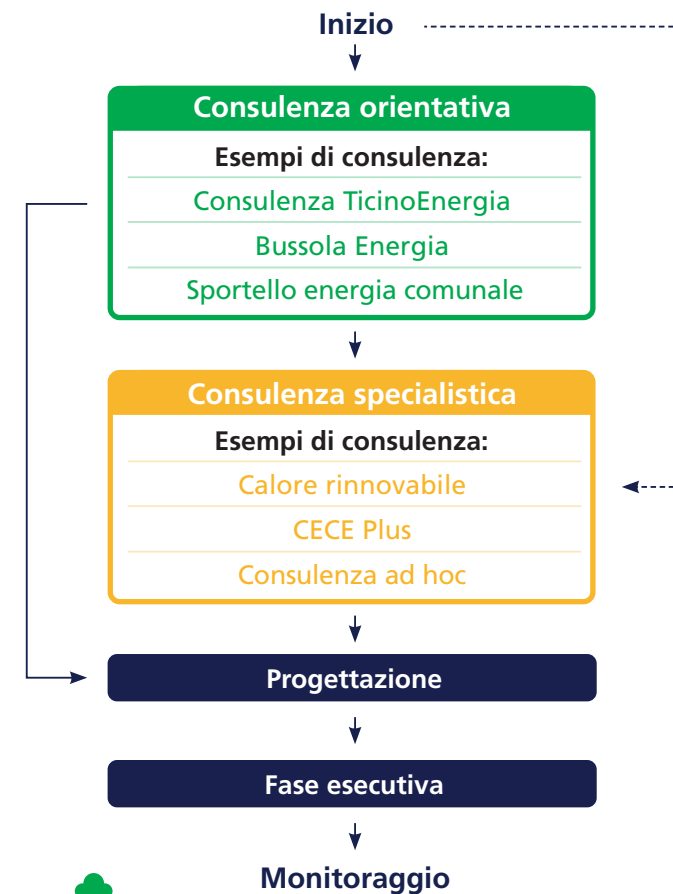 Inizio
Consulenza orientativa
Esempi di consulenza:
Consulenza TicinoEnergia
Bussola Energia
Sportello energia comunale
Consulenza specialistica
Esempi di consulenza:
Calore rinnovabile
CECE Plus
Consulenza ad hoc
Progettazione
Fase esecutiva
Monitoraggio